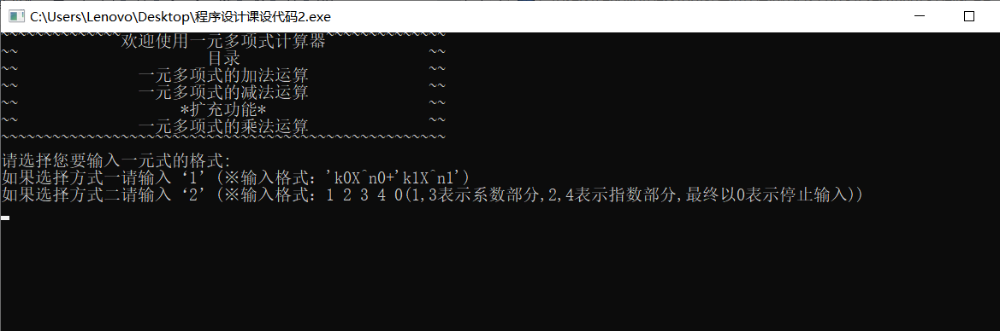 C:\Users\Lenovo\Desktop\程序设计课设代码2.exe
~~~~~~~~~~~~~~欢迎使用一元多项式计算器~~~~~~~~~~~~~~
~~                      目录                      ~~
~~              一元多项式的加法运算              ~~
~~              一元多项式的减法运算              ~~
~~                   *扩充功能*                   ~~
~~              一元多项式的乘法运算              ~~
~~~~~~~~~~~~~~~~~~~~~~~~~~~~~~~~~~~~~~~~~~~~~~~~~~~~
请选择您要输入一元式的格式:
如果选择方式一请输入‘1’(※输入格式：'k0X^n0+'k1X^n1')
如果选择方式二请输入‘2’(※输入格式：1 2 3 4 0(1,3表示系数部分,2,4表示指数部分,最终以0表示停止输入))